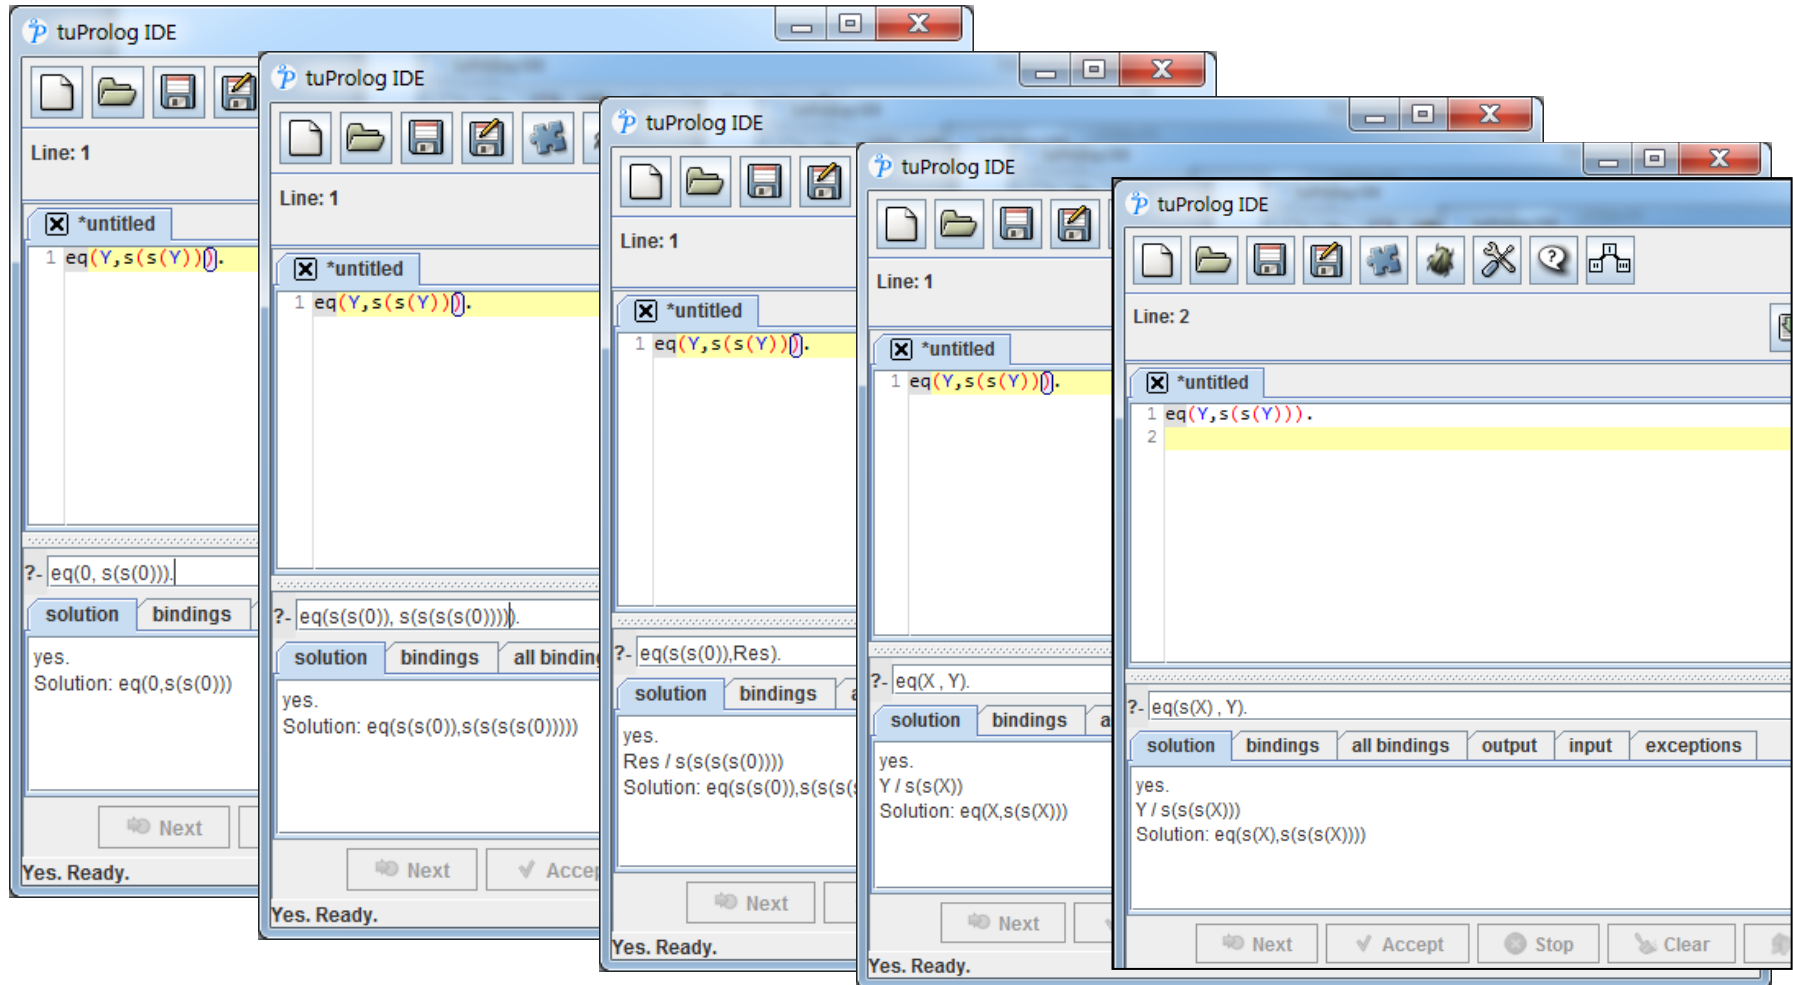 tuProlog IDE
Line: 1
*untitled
1 eq(Y,s(s(Y))).
?- eq(0, s(s(0))).
solution bindings
yes.
Solution: eq(0,s(s(0)))
Next
Yes. Ready.
tuProlog IDE
Line: 1
*untitled
1 eq(Y,s(s(Y))).
?- eq(s(s(0)), s(s(s(s(0))))).
solution bindings all bindin
yes.
Solution: eq(s(s(0)),s(s(s(s(0)))))
Next Accep
Yes. Ready.
tuProlog IDE
Line: 1
*untitled
1 eq(Y,s(s(Y))).
?- eq(s(s(0)),Res).
solution bindings a
yes.
Res / s(s(s(s(0))))
Solution: eq(s(s(0)),s(s(s(s(
Next
Yes. Ready.
tuProlog IDE
Line: 1
*untitled
1 eq(Y,s(s(Y))).
?- eq(X , Y).
solution bindings a
yes.
Y / s(s(X))
Solution: eq(X,s(s(X)))
Next
Yes. Ready.
tuProlog IDE
Line: 2
*untitled
1 eq(Y,s(s(Y))).
2
?- eq(s(X) , Y).
solution bindings all bindings output input exceptions
yes.
Y / s(s(s(X)))
Solution: eq(s(X),s(s(s(X))))
Next Accept Stop Clear